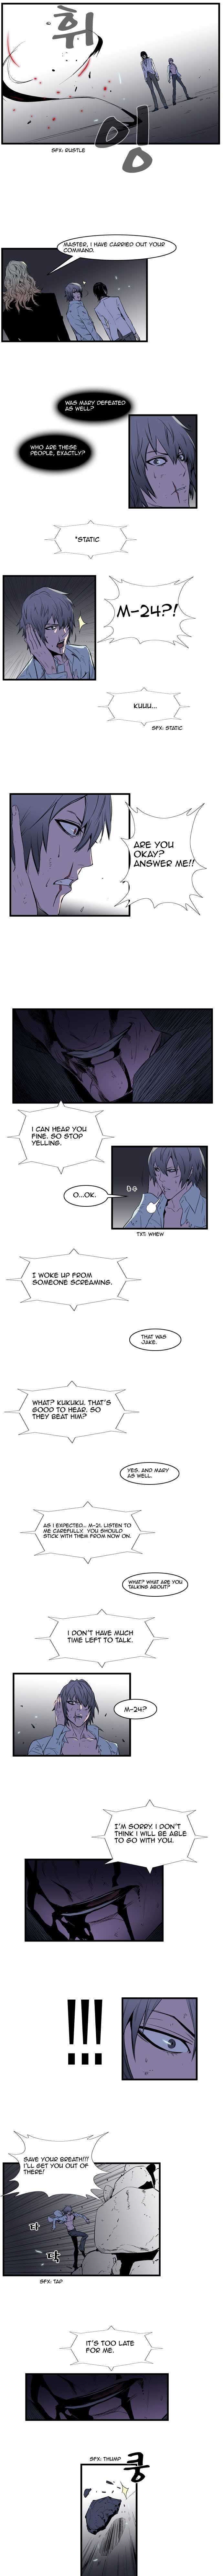 휘
잉
SFX: RUSTLE
MASTER, I HAVE CARRIED OUT YOUR
COMMAND.
WAS MARY DEFEATED
AS WELL?
WHO ARE THESE
PEOPLE, EXACTLY?
*STATIC
M-24?!
KUUU...
SFX: STATIC
ARE YOU
OKAY?
ANSWER ME!!
I CAN HEAR YOU
FINE. SO STOP
YELLING.
O...OK.
TXT: WHEW
I WOKE UP FROM
SOMEONE SCREAMING.
THAT WAS
JAKE.
WHAT? KUKUKU. THAT'S
GOOD TO HEAR. SO
THEY BEAT HIM?
YES. AND MARY
AS WELL.
AS I EXPECTED.. M-21. LISTEN TO
ME CAREFULLY. YOU SHOULD
STICK WITH THEM FROM NOW ON.
WHAT? WHAT ARE YOU
TALKING ABOUT?
I DON'T HAVE MUCH
TIME LEFT TO TALK.
M-24?
I'M SORRY. I DON'T
THINK I WILL BE ABLE
TO GO WITH YOU.
!!!
SAVE YOUR BREATH!!!
I'LL GET YOU OUT OF
THERE!
타
탁
SFX: TAP
IT'S TOO LATE
FOR ME.
SFX: THUMP
쿵